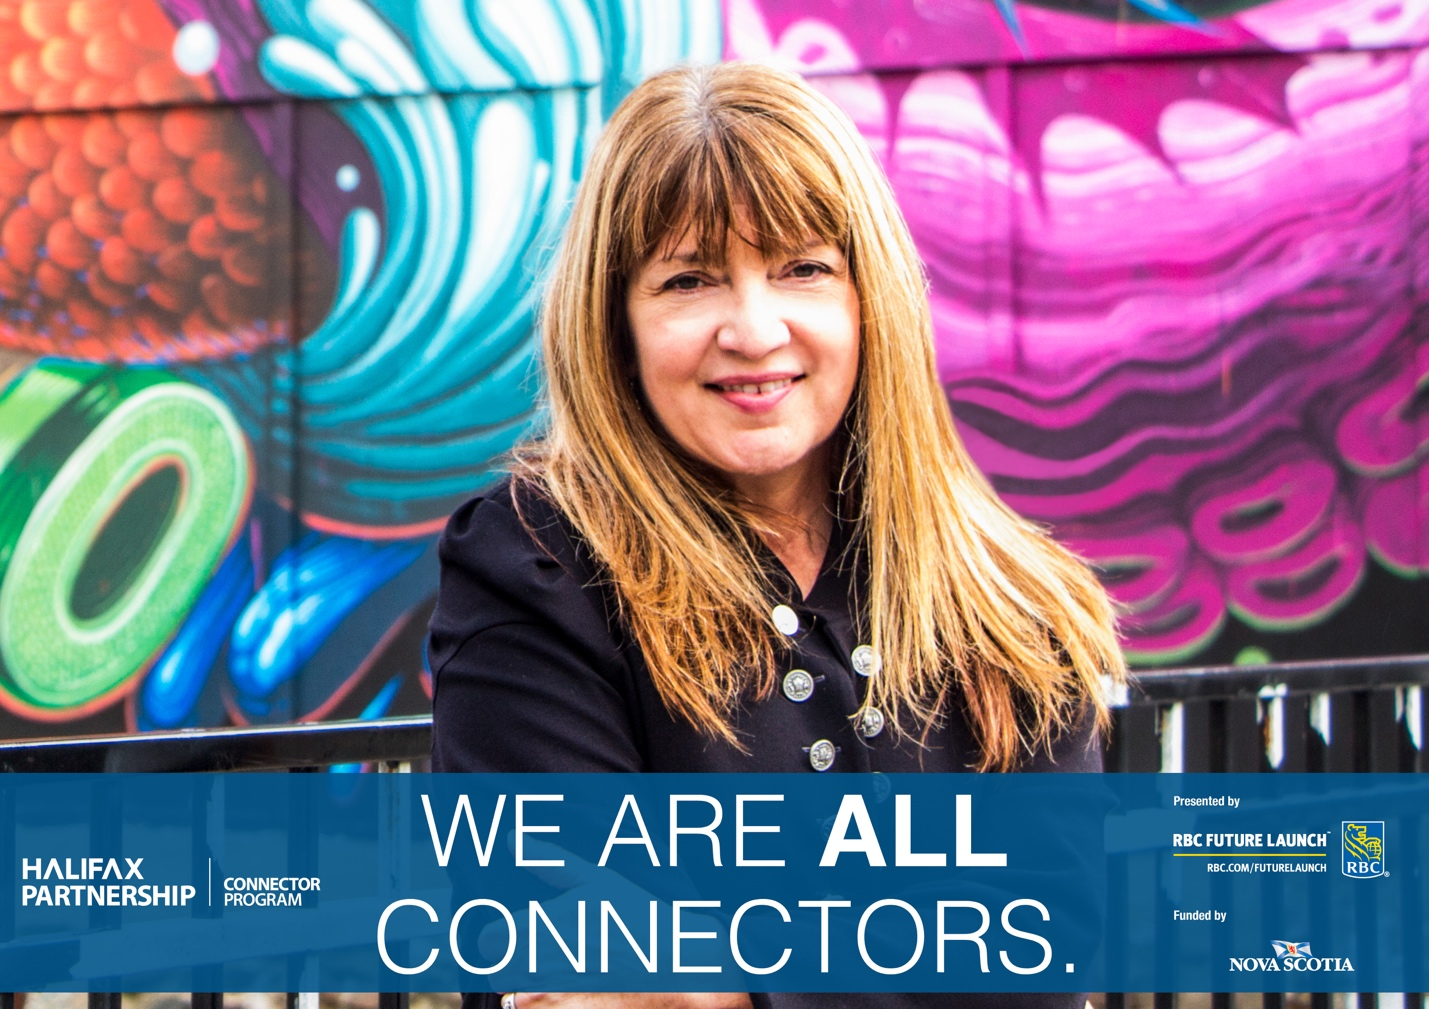 HALIFAX
PARTNERSHIP
CONNECTOR
PROGRAM
WE ARE ALL
CONNECTORS.
Presented by
RBC FUTURE LAUNCH™
RBC.COM/FUTURELAUNCH
RBC®
Funded by
NOVA SCOTIA